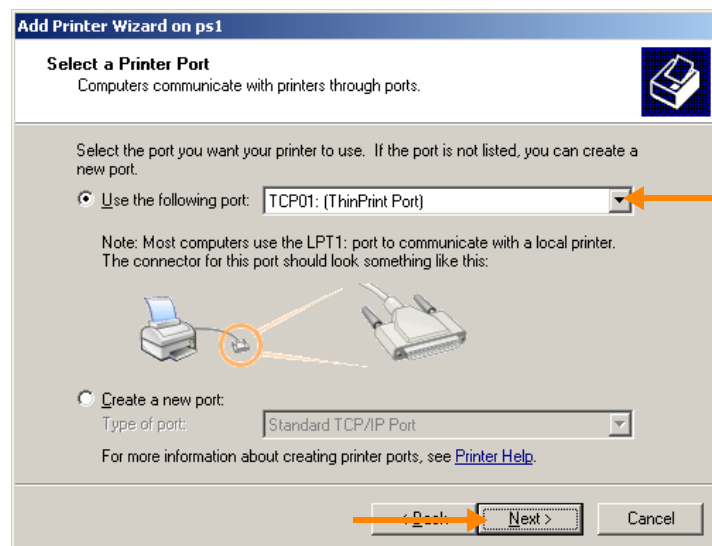 Add Printer Wizard on ps1
Select a Printer Port
Computers communicate with printers through ports.
Select the port you want your printer to use. If the port is not listed, you can create a
new port.
Use the following port: TCP01: (ThinPrint Port)
Note: Most computers use the LPT1: port to communicate with a local printer.
The connector for this port should look something like this:
Create a new port:
Type of port: Standard TCP/IP Port
For more information about creating printer ports, see Printer Help.
Next > Cancel